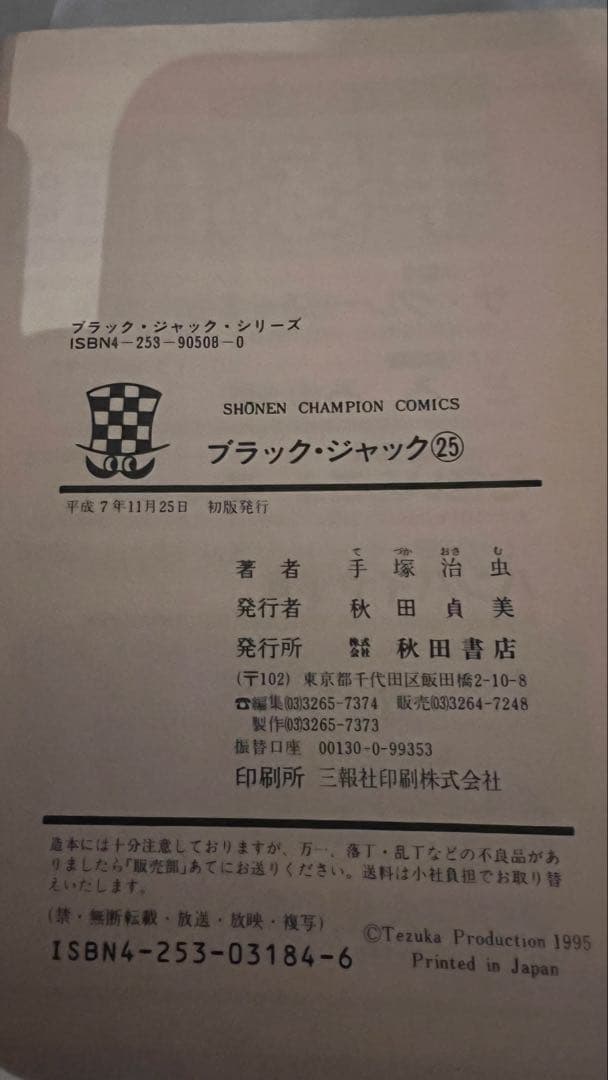 ブラック・ジャック・シリーズ
ISBN4-253-90508-0
SHŌNEN CHAMPION COMICS
ブラック・ジャック㉕
平成7年11月25日 初版発行
て づか おさ む
著者 手塚治虫
発行者 秋田貞美
発行所 株式会社 秋田書店
(〒102) 東京都千代田区飯田橋2-10-8
☎編集(03)3265-7374 販売(03)3264-7248
製作(03)3265-7373
振替口座 00130-0-99353
印刷所 三報社印刷株式会社
造本には十分注意しておりますが、万一、落丁・乱丁などの不良品があ
りましたら「販売部」あてにお送りください。送料は小社負担でお取り替
えいたします。
(禁・無断転載・放送・放映・複写)
ISBN4-253-03184-6
©Tezuka Production 1995
Printed in Japan